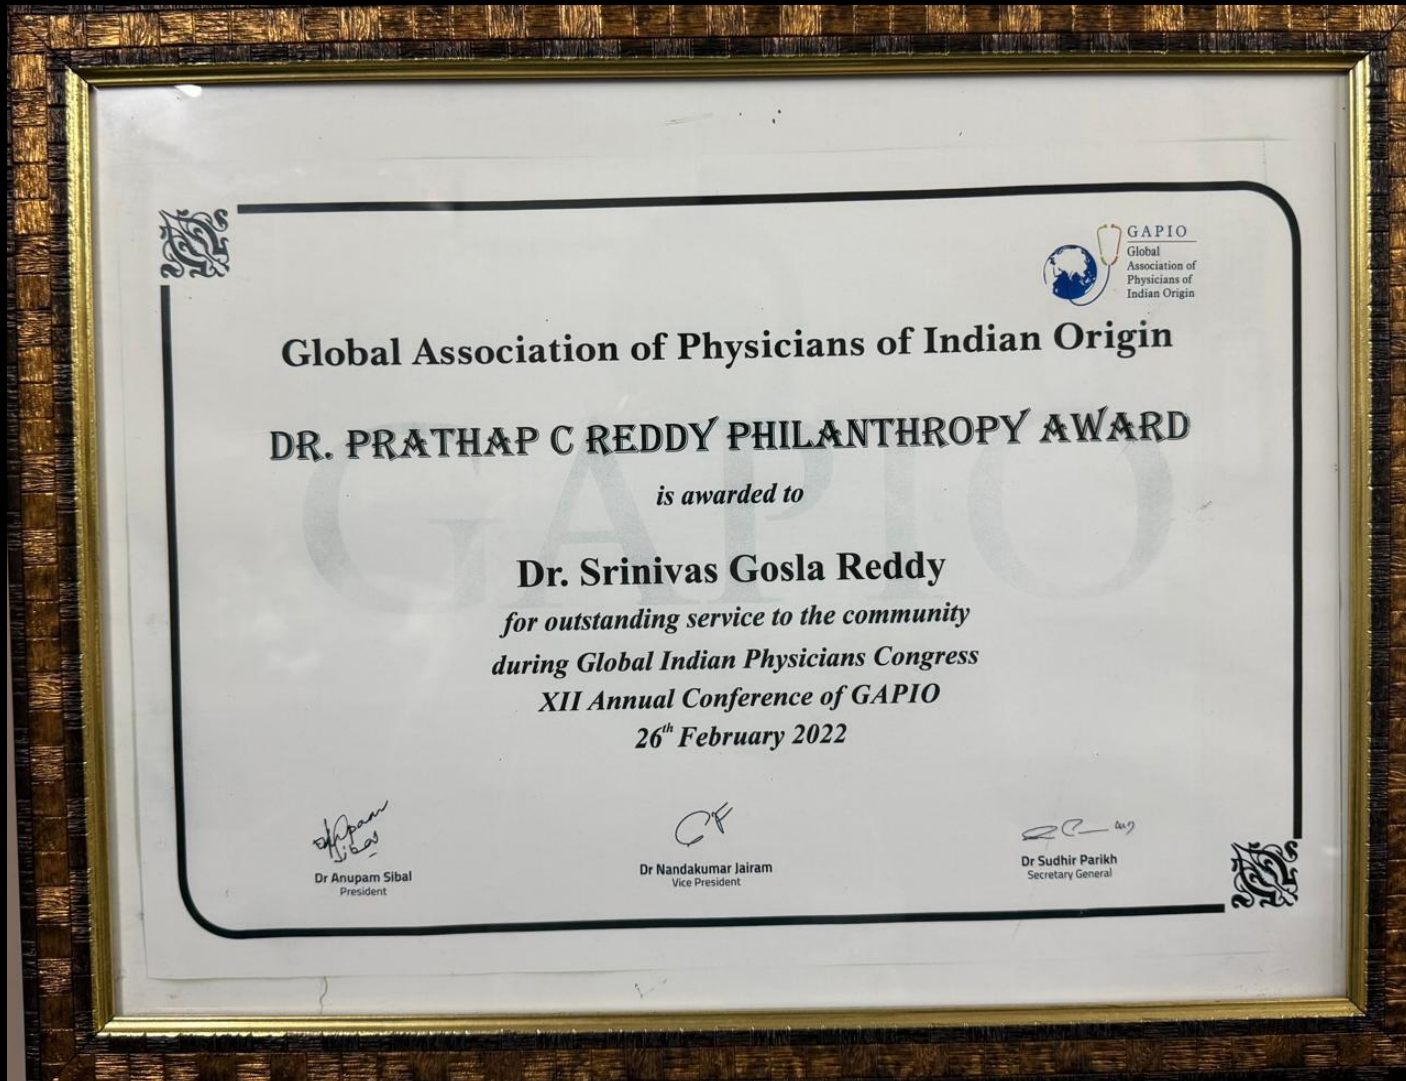 GAPIO
Global
Association of
Physicians of
Indian Origin
Global Association of Physicians of Indian Origin
DR. PRATHAP C REDDY PHILANTHROPY AWARD
is awarded to
GAPIO
Dr. Srinivas Gosla Reddy
for outstanding service to the community
during Global Indian Physicians Congress
XII Annual Conference of GAPIO
26th February 2022
Dr Anupam Sibal
President
Dr Nandakumar Jairam
Vice President
Dr Sudhir Parikh
Secretary General